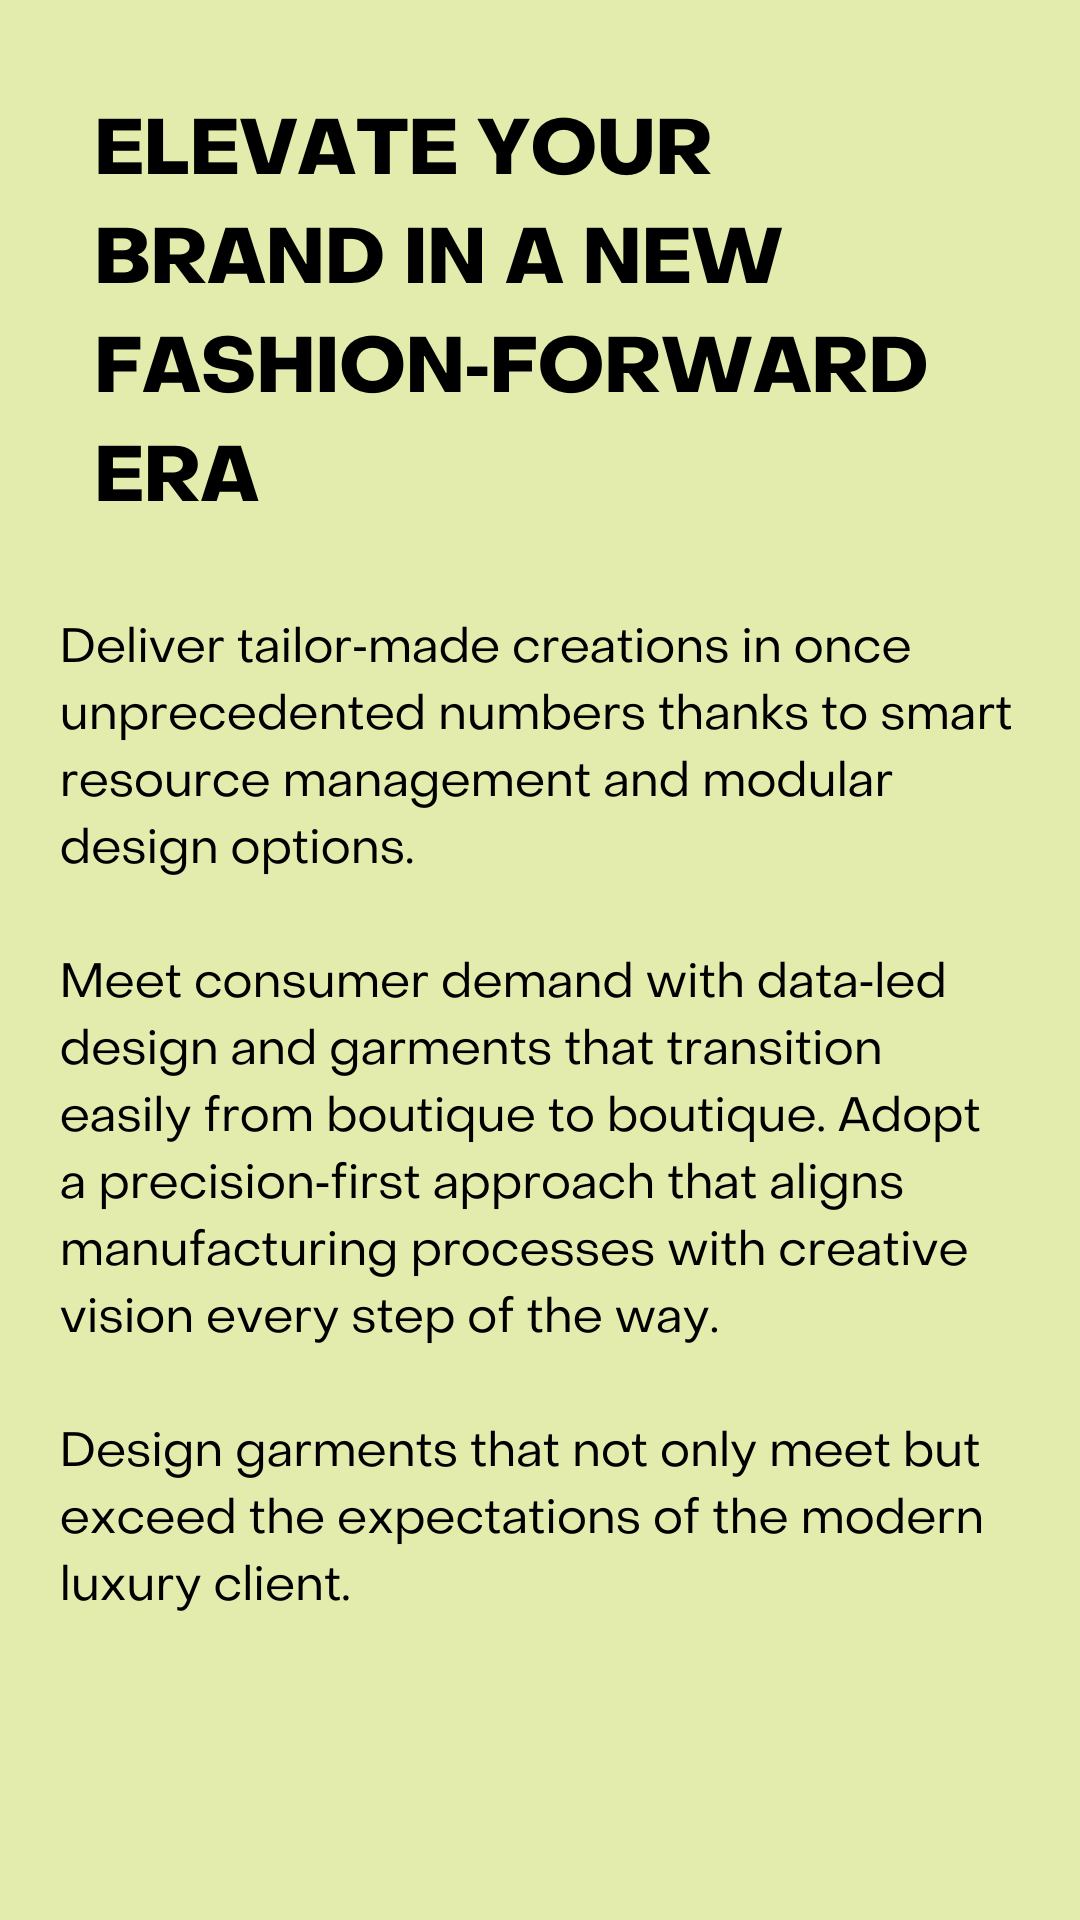 ELEVATE YOUR
BRAND IN A NEW
FASHION-FORWARD
ERA
Deliver tailor-made creations in once
unprecedented numbers thanks to smart
resource management and modular
design options.
Meet consumer demand with data-led
design and garments that transition
easily from boutique to boutique. Adopt
a precision-first approach that aligns
manufacturing processes with creative
vision every step of the way.
Design garments that not only meet but
exceed the expectations of the modern
luxury client.